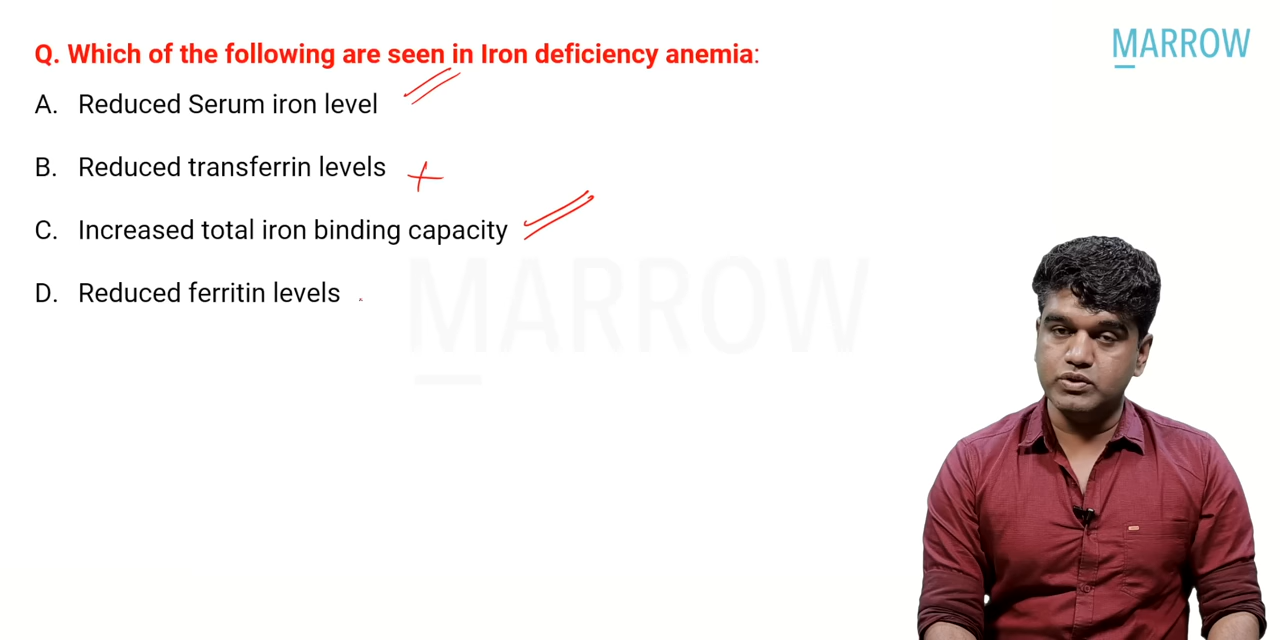 Q. Which of the following are seen in Iron deficiency anemia:
MARROW
A. Reduced Serum iron level
B. Reduced transferrin levels
C. Increased total iron binding capacity
D. Reduced ferritin levels
MARROW